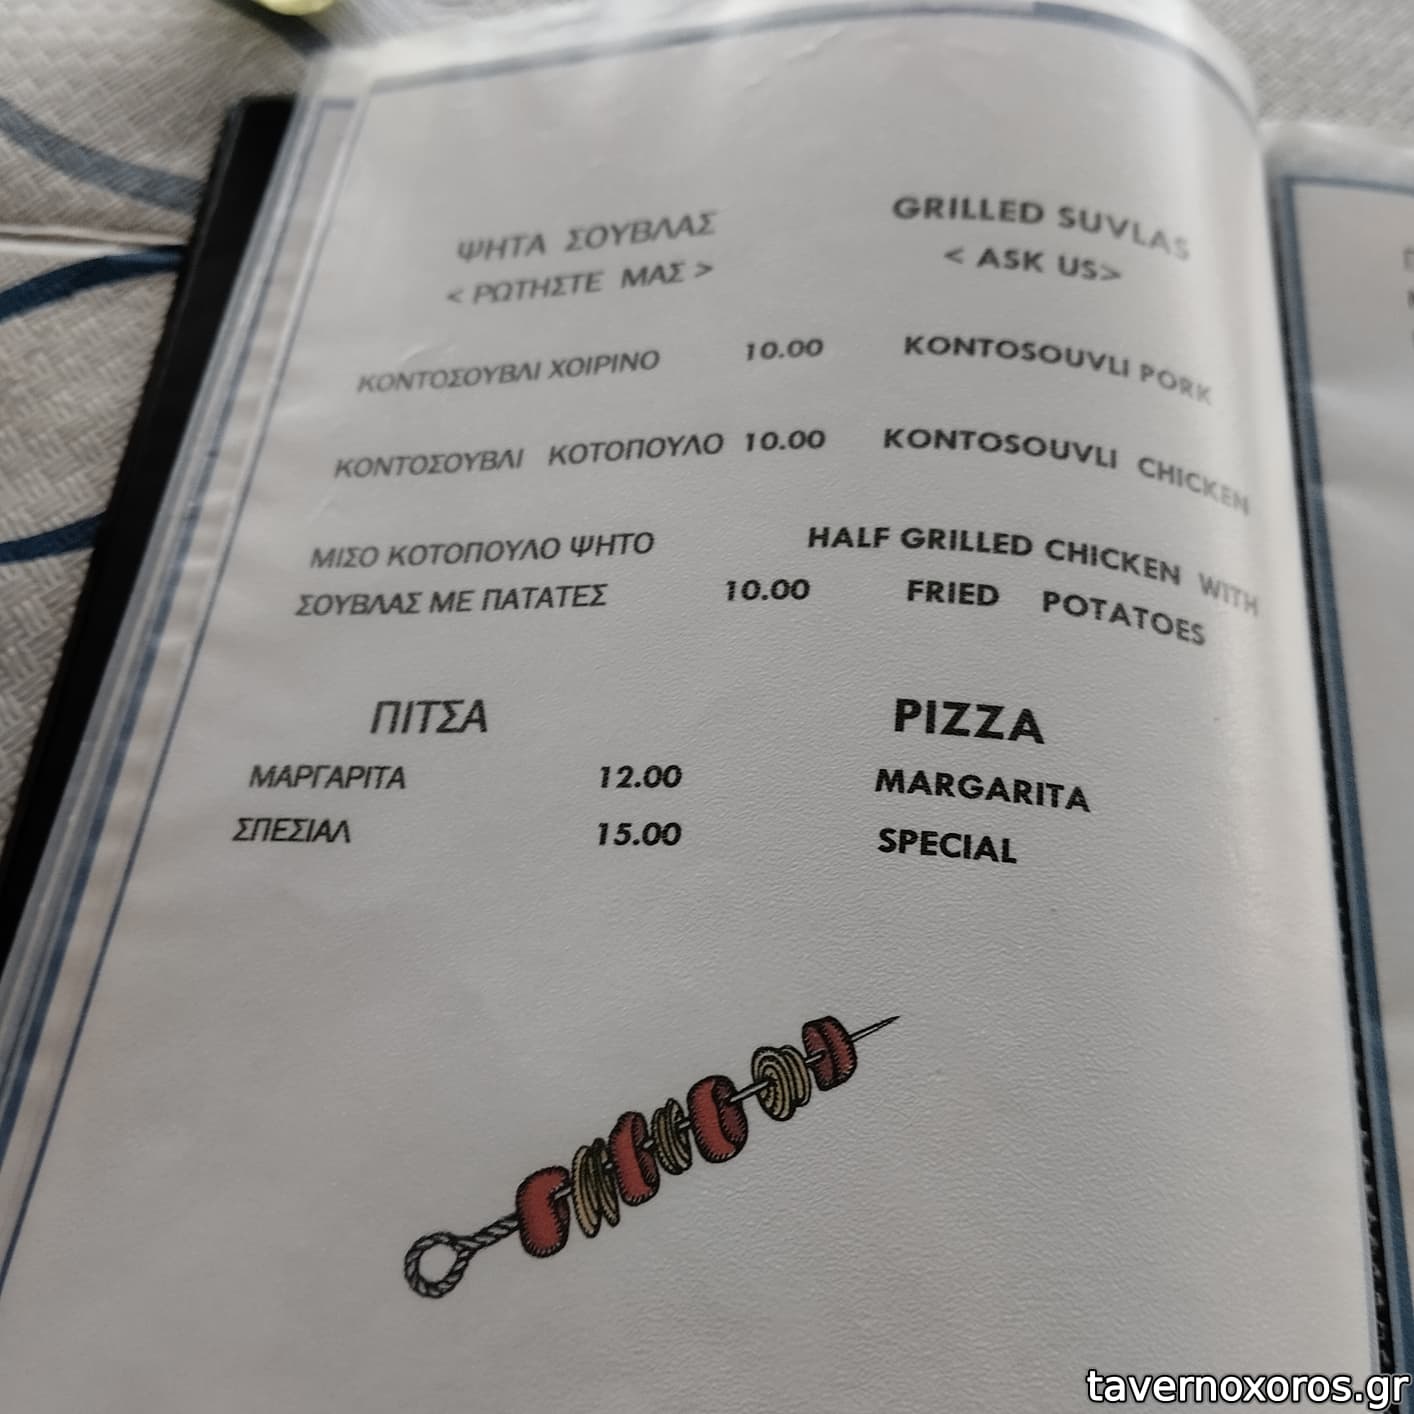 ΨΗΤΑ ΣΟΥΒΛΑΣ GRILLED SUVLAS
< ΡΩΤΗΣΤΕ ΜΑΣ > < ASK US>
ΚΟΝΤΟΣΟΥΒΛΙ ΧΟΙΡΙΝΟ 10.00 KONTOSOUVLI PORK
ΚΟΝΤΟΣΟΥΒΛΙ ΚΟΤΟΠΟΥΛΟ 10.00 KONTOSOUVLI CHICKEN
ΜΙΣΟ ΚΟΤΟΠΟΥΛΟ ΨΗΤΟ HALF GRILLED CHICKEN WITH
ΣΟΥΒΛΑΣ ΜΕ ΠΑΤΑΤΕΣ 10.00 FRIED POTATOES
ΠΙΤΣΑ PIZZA
ΜΑΡΓΑΡΙΤΑ 12.00 MARGARITA
ΣΠΕΣΙΑΛ 15.00 SPECIAL
tavernoxoros.gr